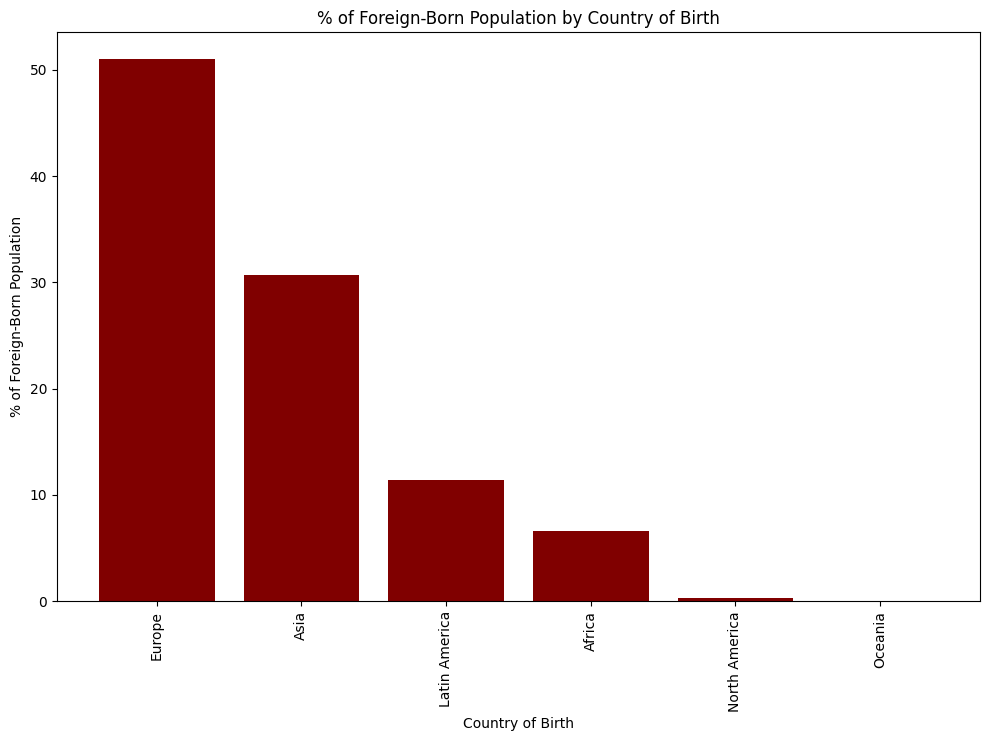 % of Foreign-Born Population by Country of Birth
% of Foreign-Born Population
50
40
30
20
10
0
Europe
Asia
Latin America
Africa
North America
Oceania
Country of Birth